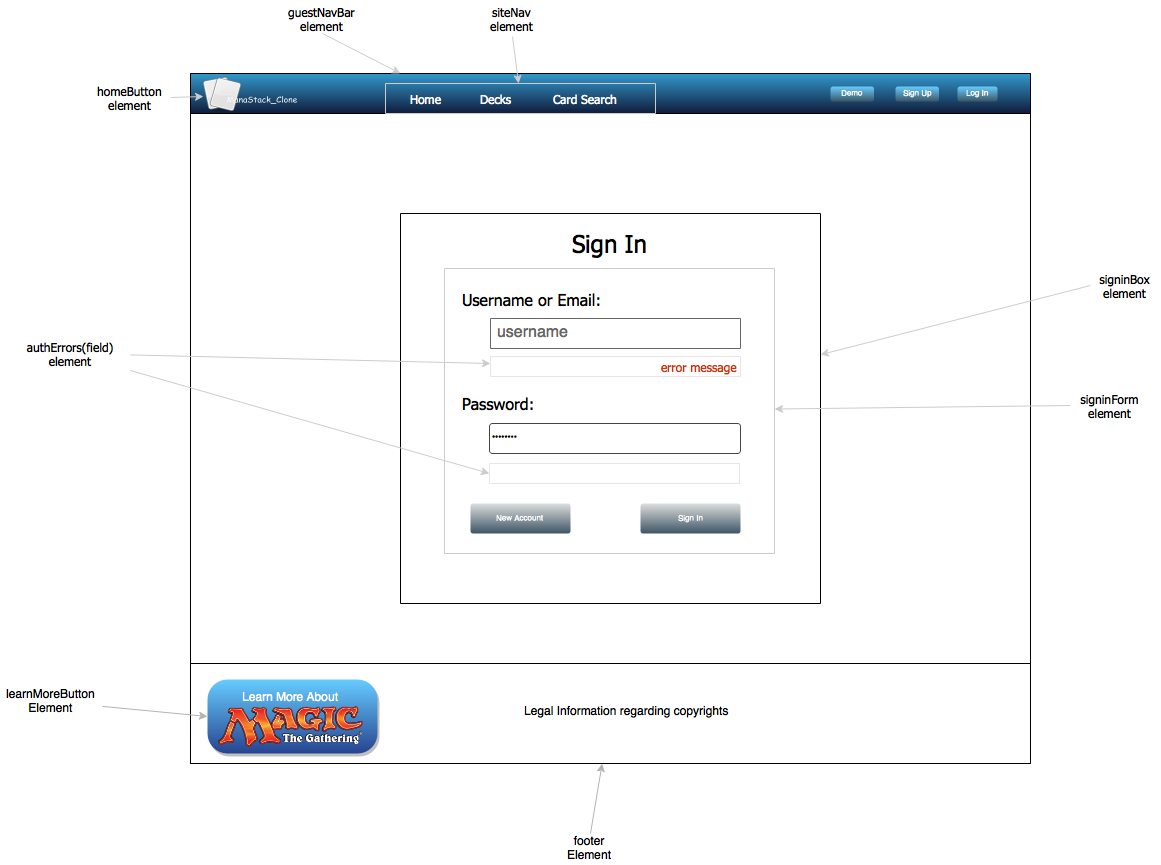 guestNavBar
element
siteNav
element
homeButton
element
ManaStack_Clone
Home Decks Card Search
Demo Sign Up Log In
Sign In
signinBox
element
Username or Email:
username
authErrors(field)
element
error message
signinForm
element
Password:
••••••••
New Account Sign In
learnMoreButton
Element
Learn More About
MAGIC
The Gathering®
Legal Information regarding copyrights
footer
Element